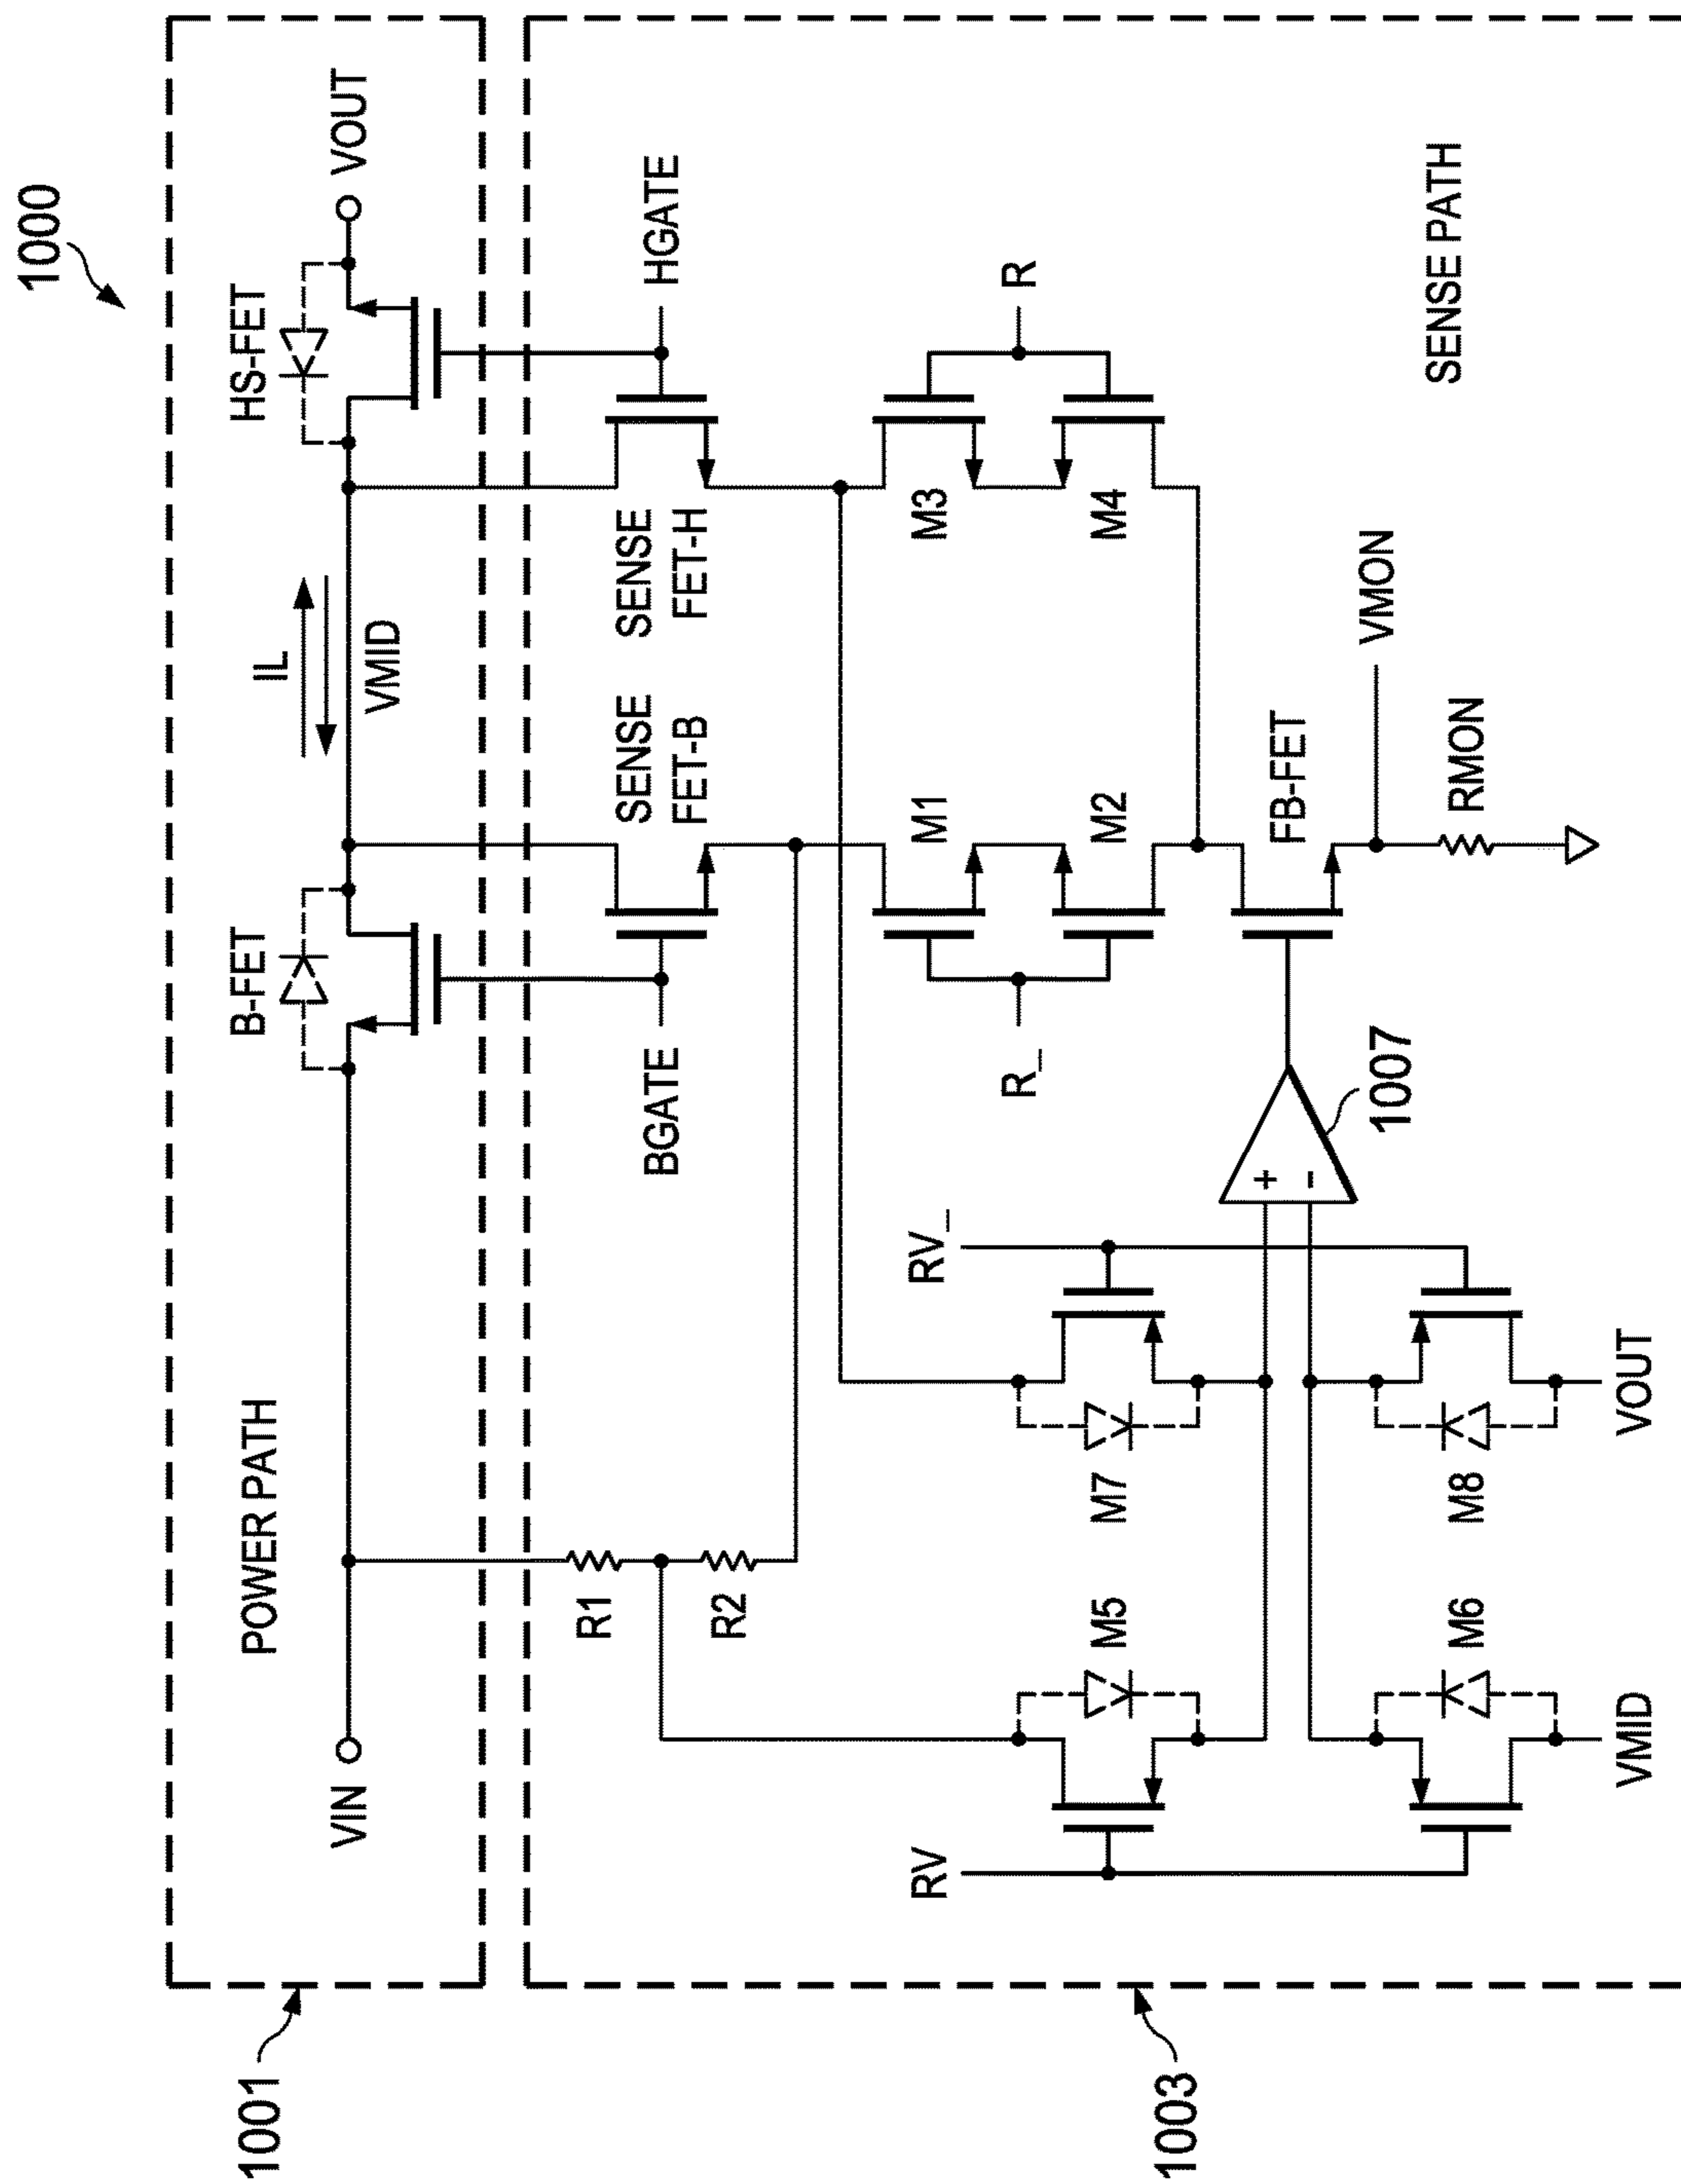 1000
1001
POWER PATH
VIN
B-FET
IL
VMID
HS-FET
VOUT
R1
R2
BGATE
SENSE
FET-B
SENSE
FET-H
HGATE
RV
M5
M7
RV_
R_
M1
M2
M3
M4
R
1003
M6
M8
VMID
VOUT
+
-
1007
FB-FET
VMON
RMON
SENSE PATH